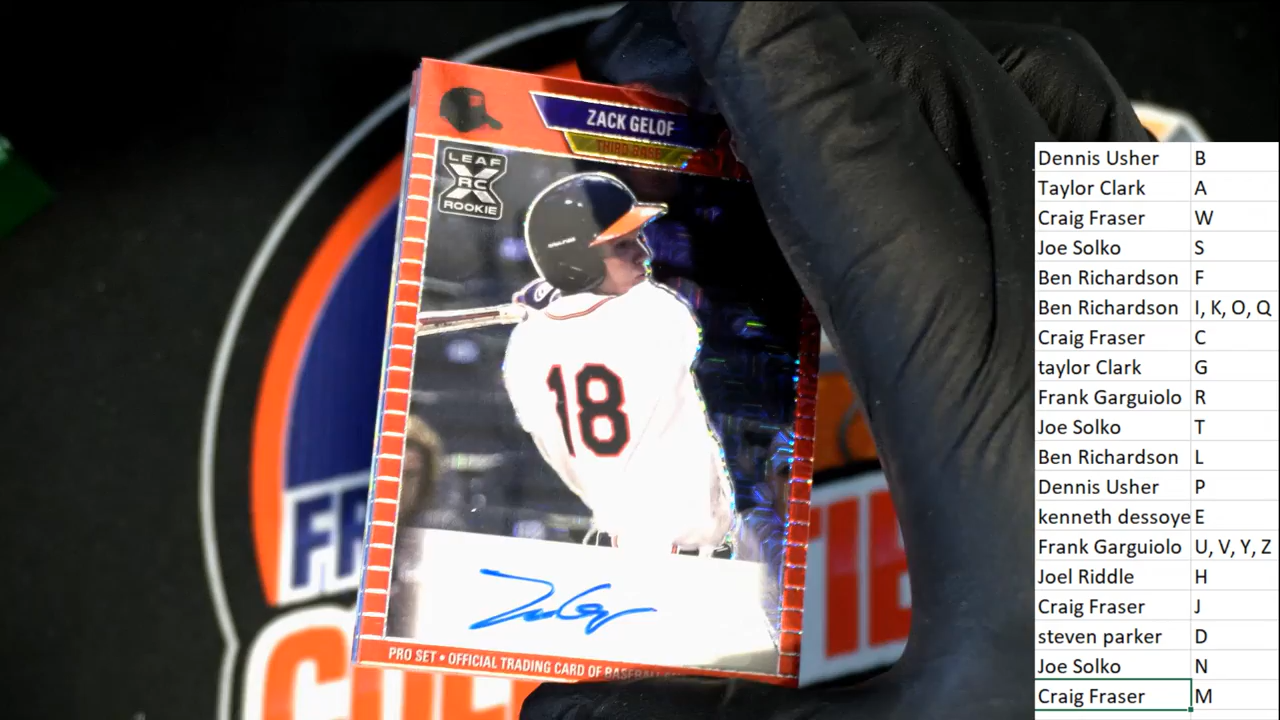 ZACK GELOF
THIRD BASE
LEAF
X
RC
ROOKIE
18
PRO SET • OFFICIAL TRADING CARD OF BASEBALL
FR
Dennis Usher B
Taylor Clark A
Craig Fraser W
Joe Solko S
Ben Richardson F
Ben Richardson I, K, O, Q
Craig Fraser C
taylor Clark G
Frank Garguiolo R
Joe Solko T
Ben Richardson L
Dennis Usher P
kenneth dessoye E
Frank Garguiolo U, V, Y, Z
Joel Riddle H
Craig Fraser J
steven parker D
Joe Solko N
Craig Fraser M